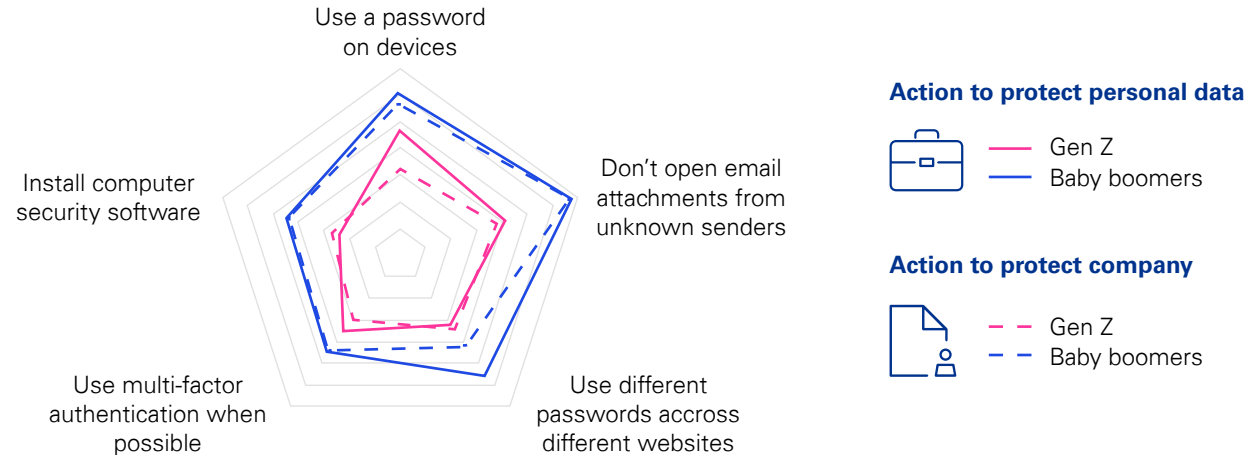 Use a password
on devices
Don’t open email
attachments from
unknown senders
Use different
passwords accross
different websites
Use multi-factor
authentication when
possible
Install computer
security software
Action to protect personal data
Gen Z
Baby boomers
Action to protect company
Gen Z
Baby boomers